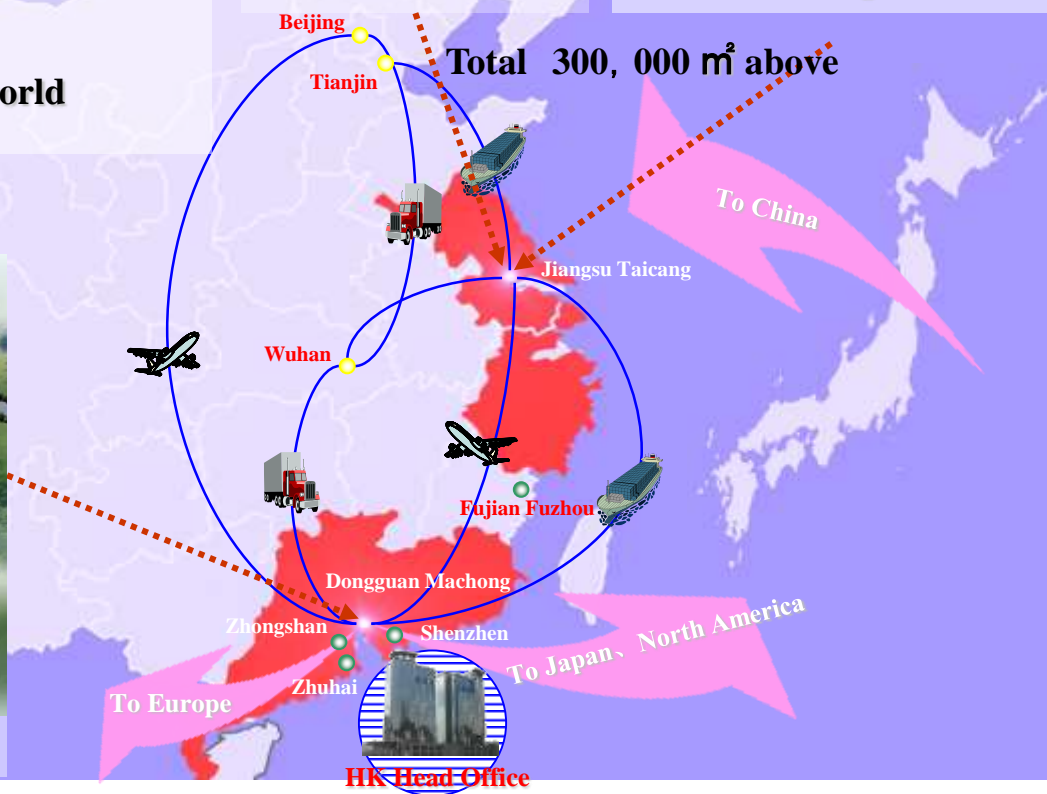 Beijing
Total 300，000 ㎡ above
Tianjin
orld
To China
Jiangsu Taicang
Wuhan
Fujian Fuzhou
Dongguan Machong
Zhongshan
Shenzhen
To Japan、North America
Zhuhai
To Europe
HK Head Office